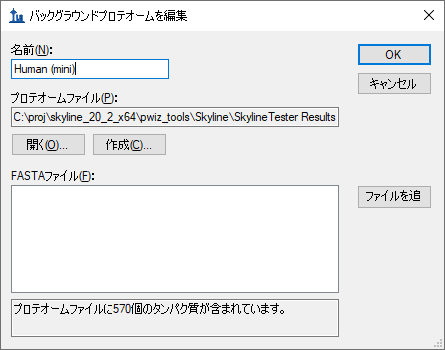 バックグラウンドプロテオームを編集
名前(N):
Human (mini)
OK
キャンセル
プロテオームファイル(P):
C:\proj\skyline_20_2_x64\pwiz_tools\Skyline\SkylineTester Results
開く(O)...
作成(C)...
FASTAファイル(F):
ファイルを追
プロテオームファイルに570個のタンパク質が含まれています。